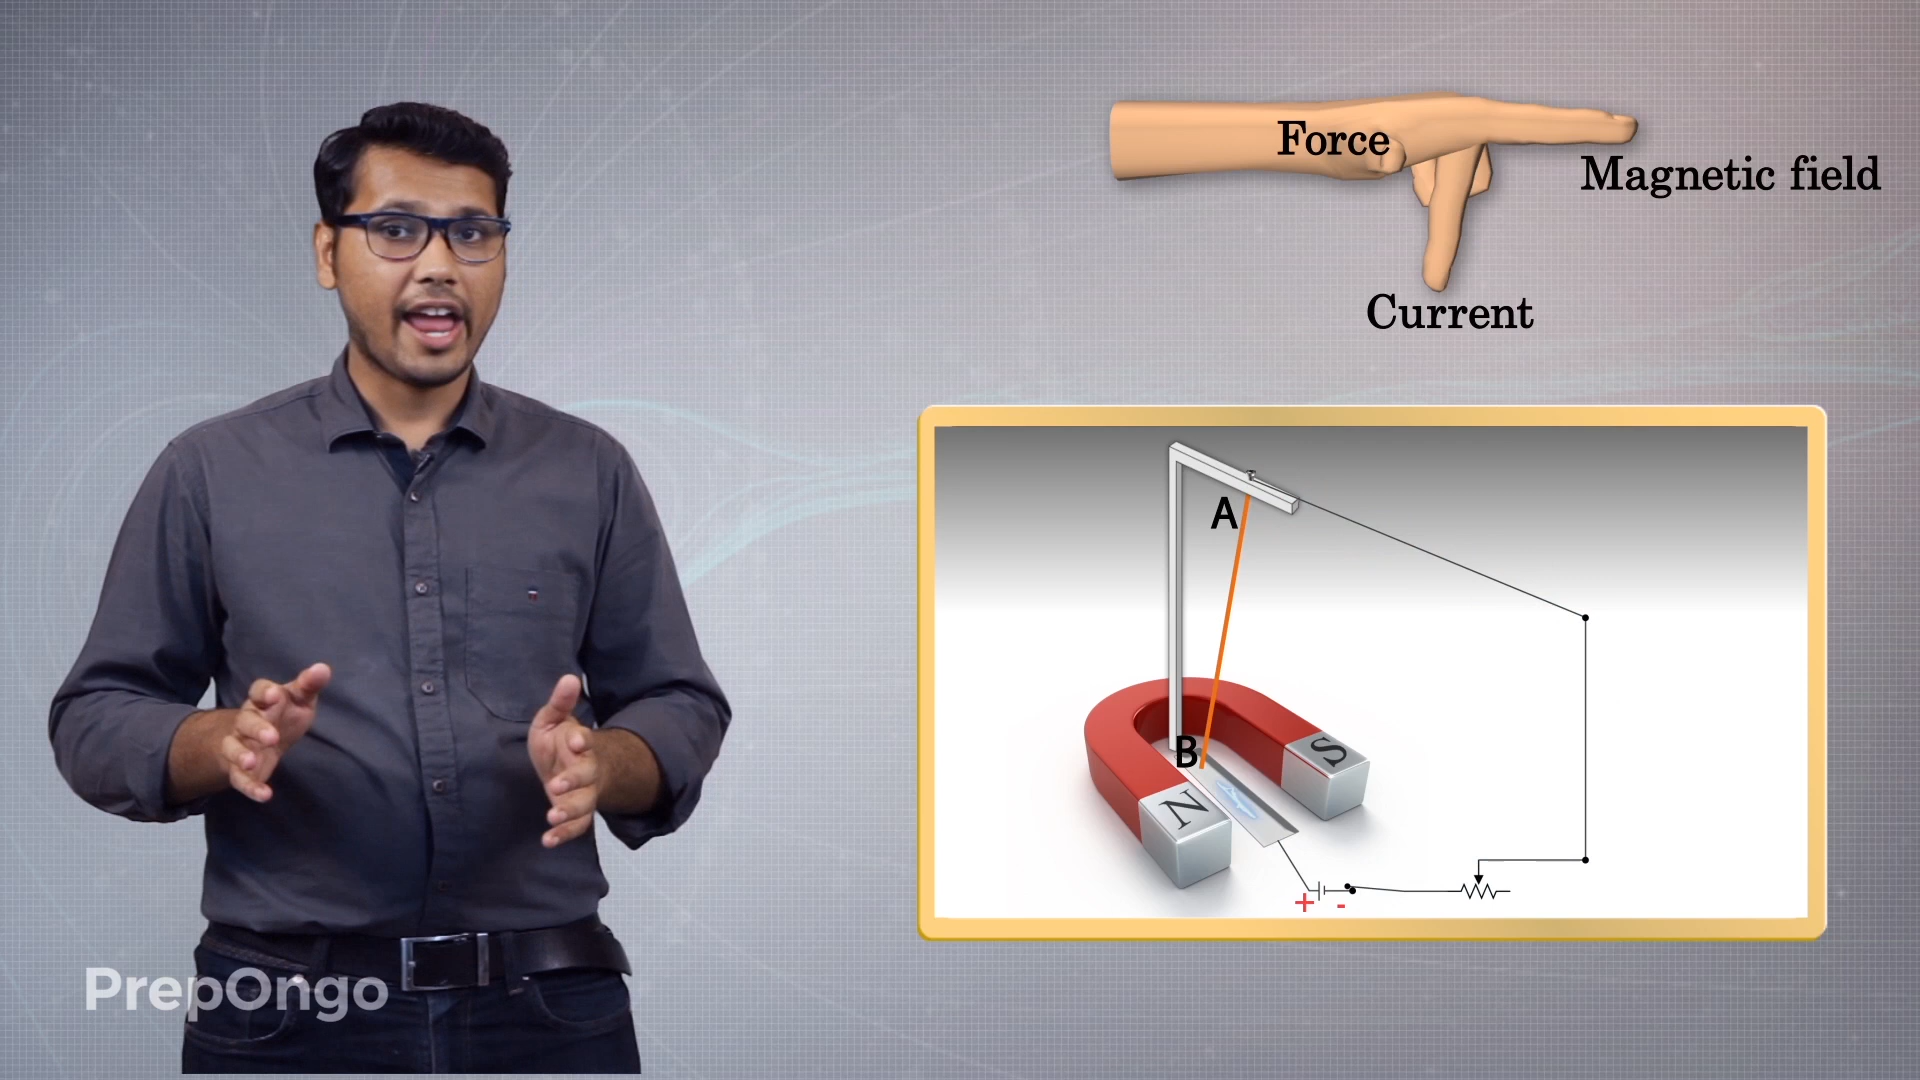 Force
Magnetic field
Current
A
B
N
S
+ -
PrepOngo